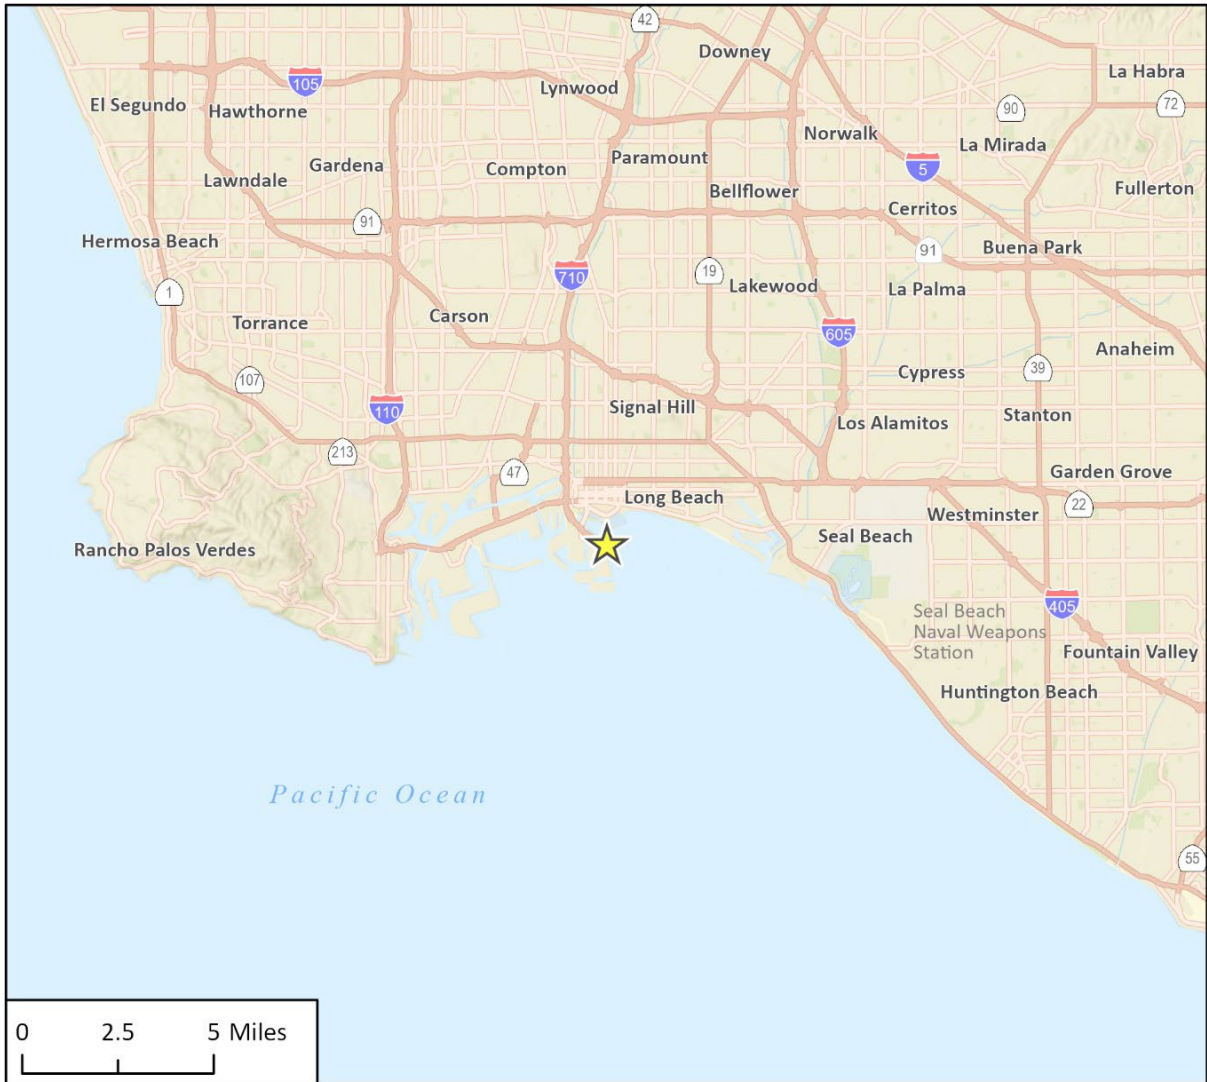 42
Downey
La Habra
105
Lynwood
El Segundo
Hawthorne
90
72
Norwalk
La Mirada
Gardena
Compton
Paramount
5
Lawndale
Bellflower
Fullerton
91
Cerritos
Hermosa Beach
91
Buena Park
710
19
1
Lakewood
La Palma
Torrance
Carson
605
Anaheim
107
Cypress
39
110
Signal Hill
Los Alamitos
Stanton
213
47
Garden Grove
Long Beach
22
Westminster
Seal Beach
Rancho Palos Verdes
405
Seal Beach
Naval Weapons
Station
Fountain Valley
Huntington Beach
Pacific Ocean
55
0 2.5 5 Miles